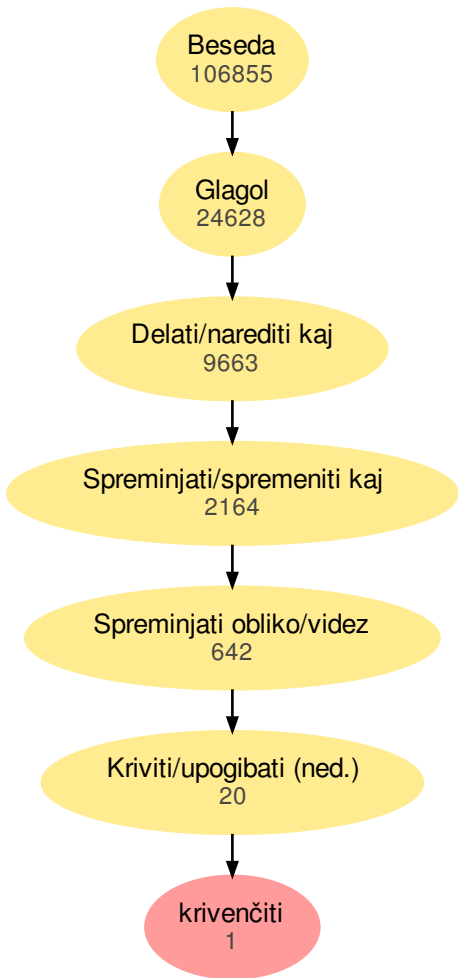 Beseda
106855
Glagol
24628
Delati/narediti kaj
9663
Spreminjati/spremeniti kaj
2164
Spreminjati obliko/videz
642
Kriviti/upogibati (ned.)
20
krivenčiti
1